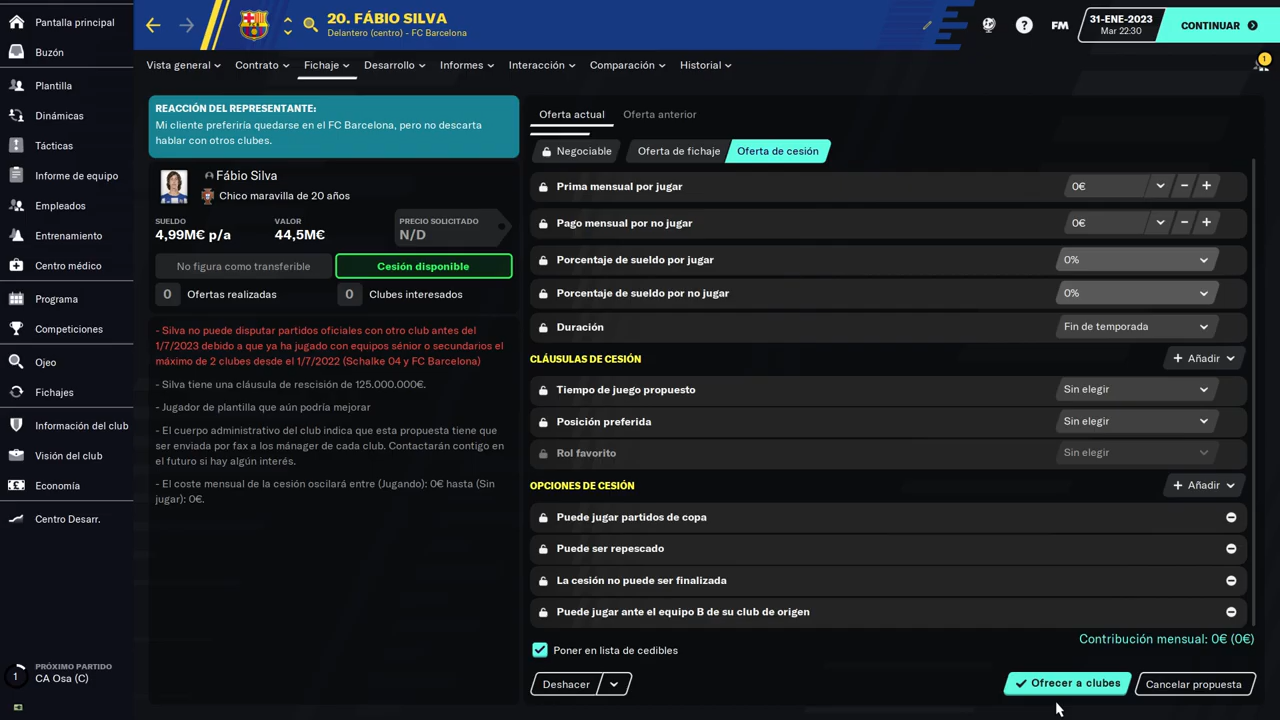 Pantalla principal
Buzón
Plantilla
Dinámicas
Tácticas
Informe de equipo
Empleados
Entrenamiento
Centro médico
Programa
Competiciones
Ojeo
Fichajes
Información del club
Visión del club
Economía
Centro Desarr.
1
PRÓXIMO PARTIDO
CA Osa (C)
20. FÁBIO SILVA
Delantero (centro) - FC Barcelona
?
FM
31-ENE-2023
Mar 22:30
CONTINUAR
1
Vista general
Contrato
Fichaje
Desarrollo
Informes
Interacción
Comparación
Historial
REACCIÓN DEL REPRESENTANTE:
Mi cliente preferiría quedarse en el FC Barcelona, pero no descarta
hablar con otros clubes.
Fábio Silva
Chico maravilla de 20 años
SUELDO
4,99M€ p/a
VALOR
44,5M€
PRECIO SOLICITADO
N/D
No figura como transferible
Cesión disponible
0 Ofertas realizadas
0 Clubes interesados
- Silva no puede disputar partidos oficiales con otro club antes del
1/7/2023 debido a que ya ha jugado con equipos sénior o secundarios el
máximo de 2 clubes desde el 1/7/2022 (Schalke 04 y FC Barcelona)
- Silva tiene una cláusula de rescisión de 125.000.000€.
- Jugador de plantilla que aún podría mejorar
- El cuerpo administrativo del club indica que esta propuesta tiene que
ser enviada por fax a los mánager de cada club. Contactarán contigo en
el futuro si hay algún interés.
- El coste mensual de la cesión oscilará entre (Jugando): 0€ hasta (Sin
jugar): 0€.
Oferta actual
Oferta anterior
Negociable
Oferta de fichaje
Oferta de cesión
Prima mensual por jugar 0€
Pago mensual por no jugar 0€
Porcentaje de sueldo por jugar 0%
Porcentaje de sueldo por no jugar 0%
Duración Fin de temporada
CLÁUSULAS DE CESIÓN + Añadir
Tiempo de juego propuesto Sin elegir
Posición preferida Sin elegir
Rol favorito Sin elegir
OPCIONES DE CESIÓN + Añadir
Puede jugar partidos de copa
Puede ser repescado
La cesión no puede ser finalizada
Puede jugar ante el equipo B de su club de origen
Contribución mensual: 0€ (0€)
Poner en lista de cedibles
Deshacer
Ofrecer a clubes
Cancelar propuesta